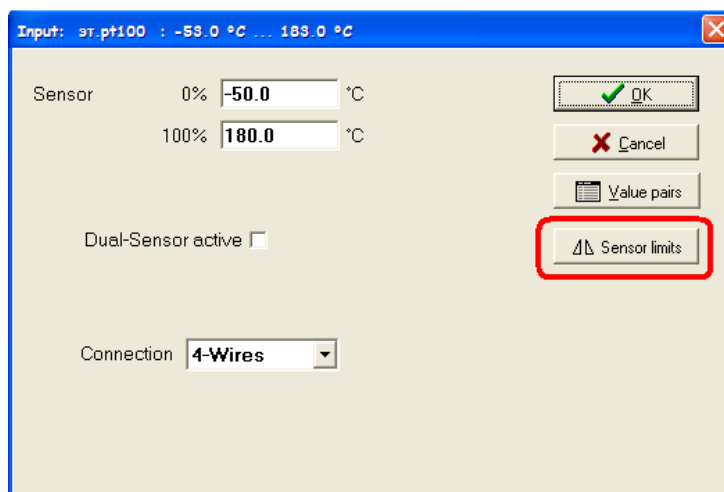 Input: эт.pt100 : -53.0 °C ... 183.0 °C
Sensor 0% -50.0 °C
100% 180.0 °C
OK
Cancel
Value pairs
Dual-Sensor active
Sensor limits
Connection 4-Wires